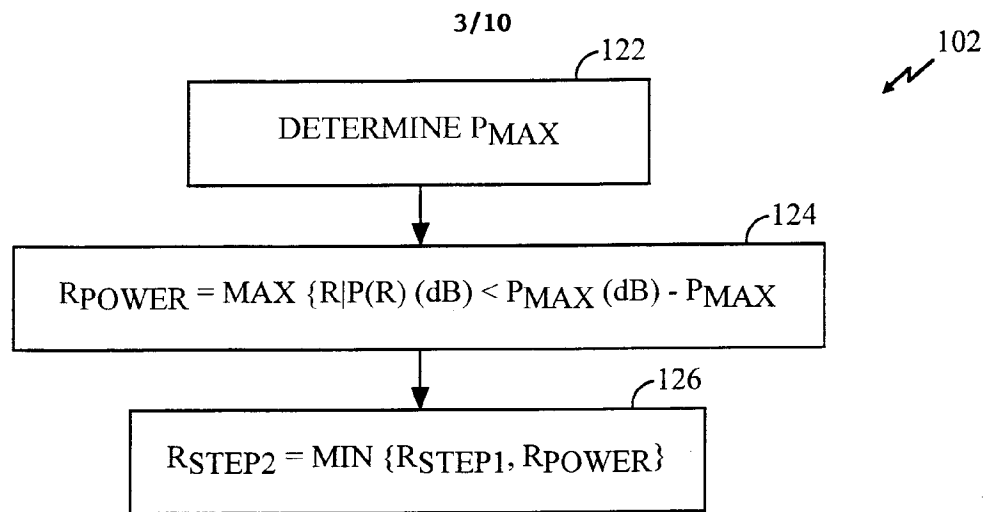 3/10
122
102
DETERMINE PMAX
124
RPOWER = MAX {R|P(R) (dB) < PMAX (dB) - PMAX
126
RSTEP2 = MIN {RSTEP1, RPOWER}